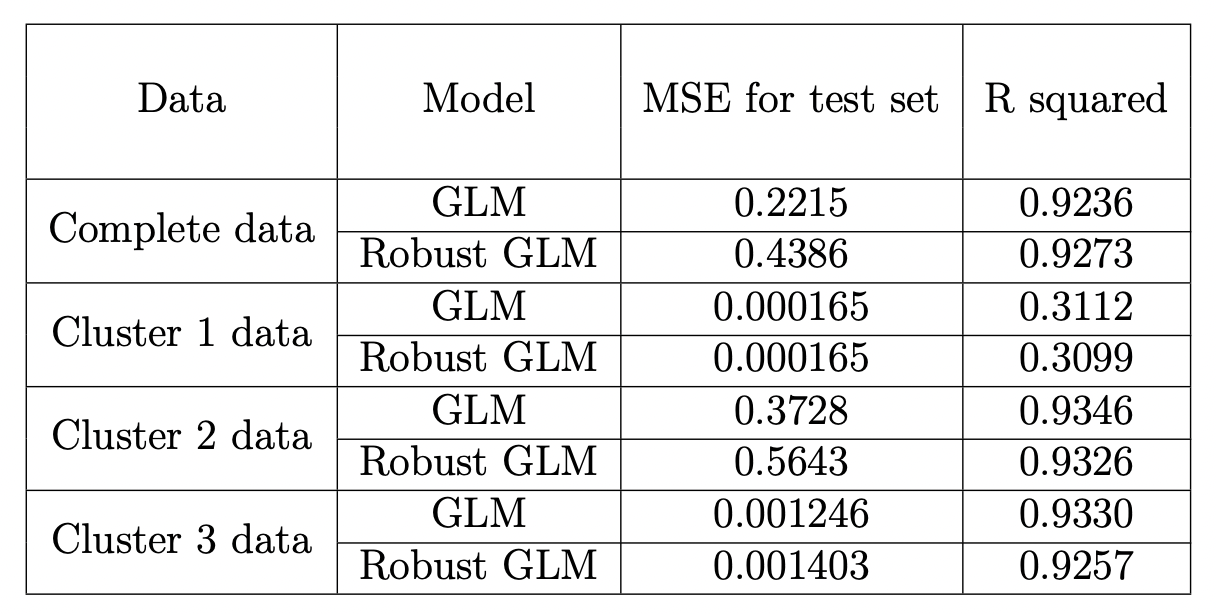 Data Model MSE for test set R squared
Complete data GLM 0.2215 0.9236
Robust GLM 0.4386 0.9273
Cluster 1 data GLM 0.000165 0.3112
Robust GLM 0.000165 0.3099
Cluster 2 data GLM 0.3728 0.9346
Robust GLM 0.5643 0.9326
Cluster 3 data GLM 0.001246 0.9330
Robust GLM 0.001403 0.9257